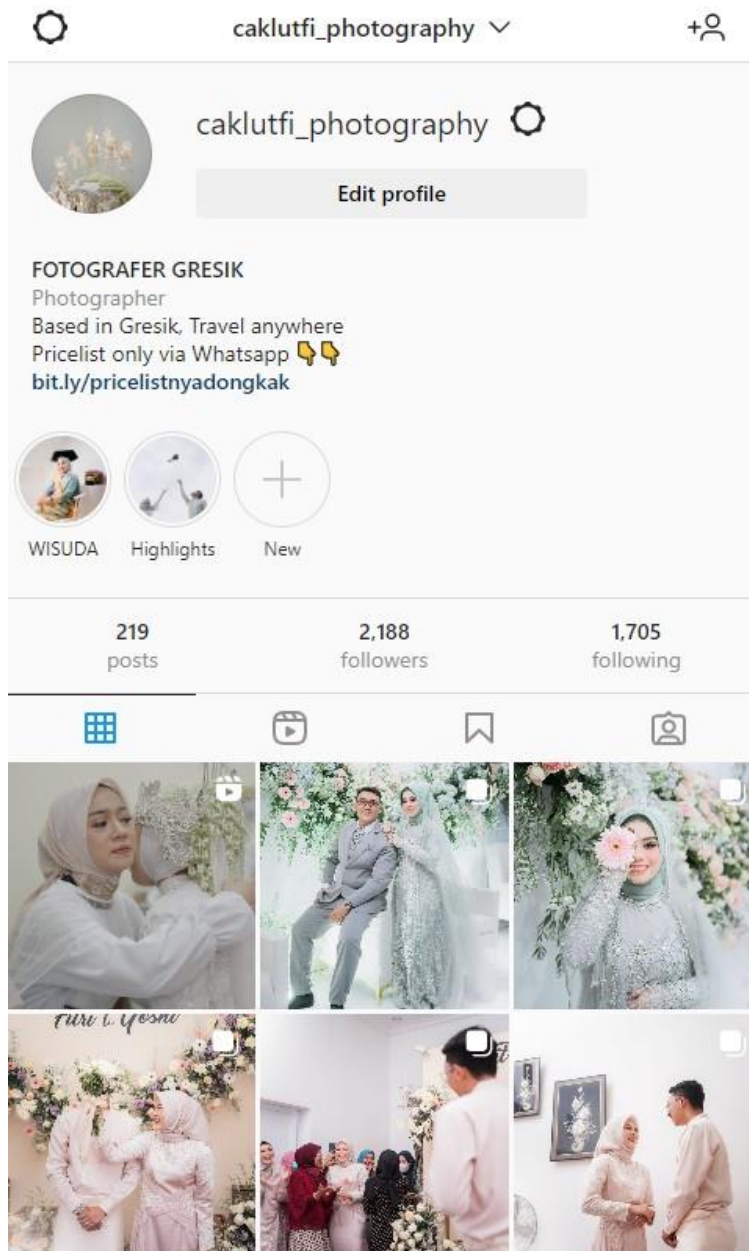 caklutfi_photography
caklutfi_photography
Edit profile
FOTOGRAFER GRESIK
Photographer
Based in Gresik, Travel anywhere
Pricelist only via Whatsapp 👇👇
bit.ly/pricelistnyadongkak
WISUDA Highlights New
219 2,188 1,705
posts followers following